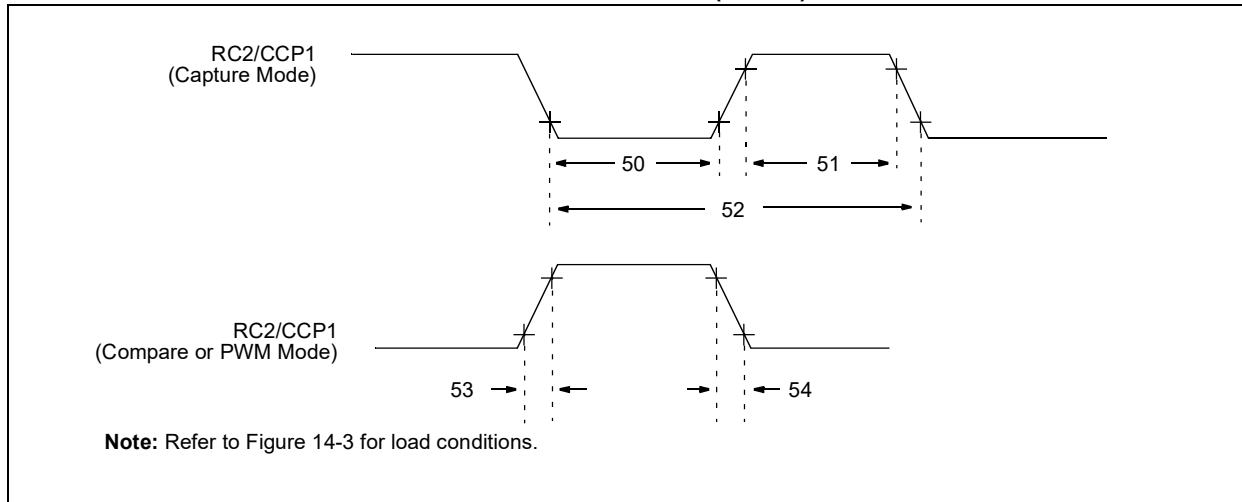 RC2/CCP1
(Capture Mode)
50
51
52
RC2/CCP1
(Compare or PWM Mode)
53
54
Note: Refer to Figure 14-3 for load conditions.